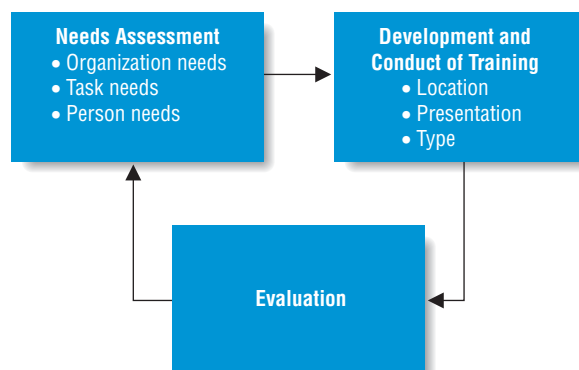 Needs Assessment
• Organization needs
• Task needs
• Person needs
Development and
Conduct of Training
• Location
• Presentation
• Type
Evaluation